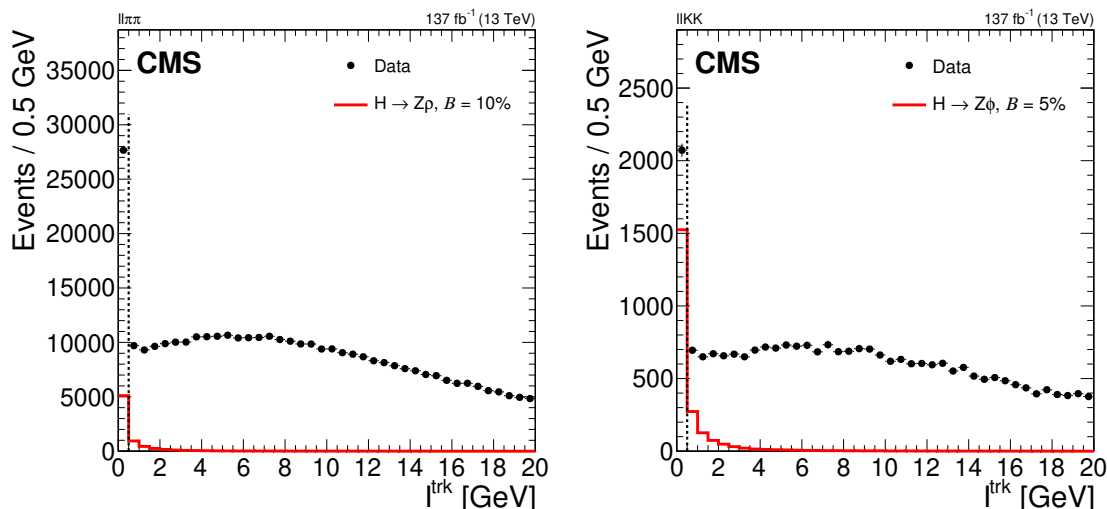 llππ
137 fb⁻¹ (13 TeV)
CMS
Data
H → Zρ, B = 10%
Events / 0.5 GeV
35000
30000
25000
20000
15000
10000
5000
0
0 2 4 6 8 10 12 14 16 18 20
I^trk [GeV]
llKK
137 fb⁻¹ (13 TeV)
CMS
Data
H → Zϕ, B = 5%
Events / 0.5 GeV
2500
2000
1500
1000
500
0
0 2 4 6 8 10 12 14 16 18 20
I^trk [GeV]